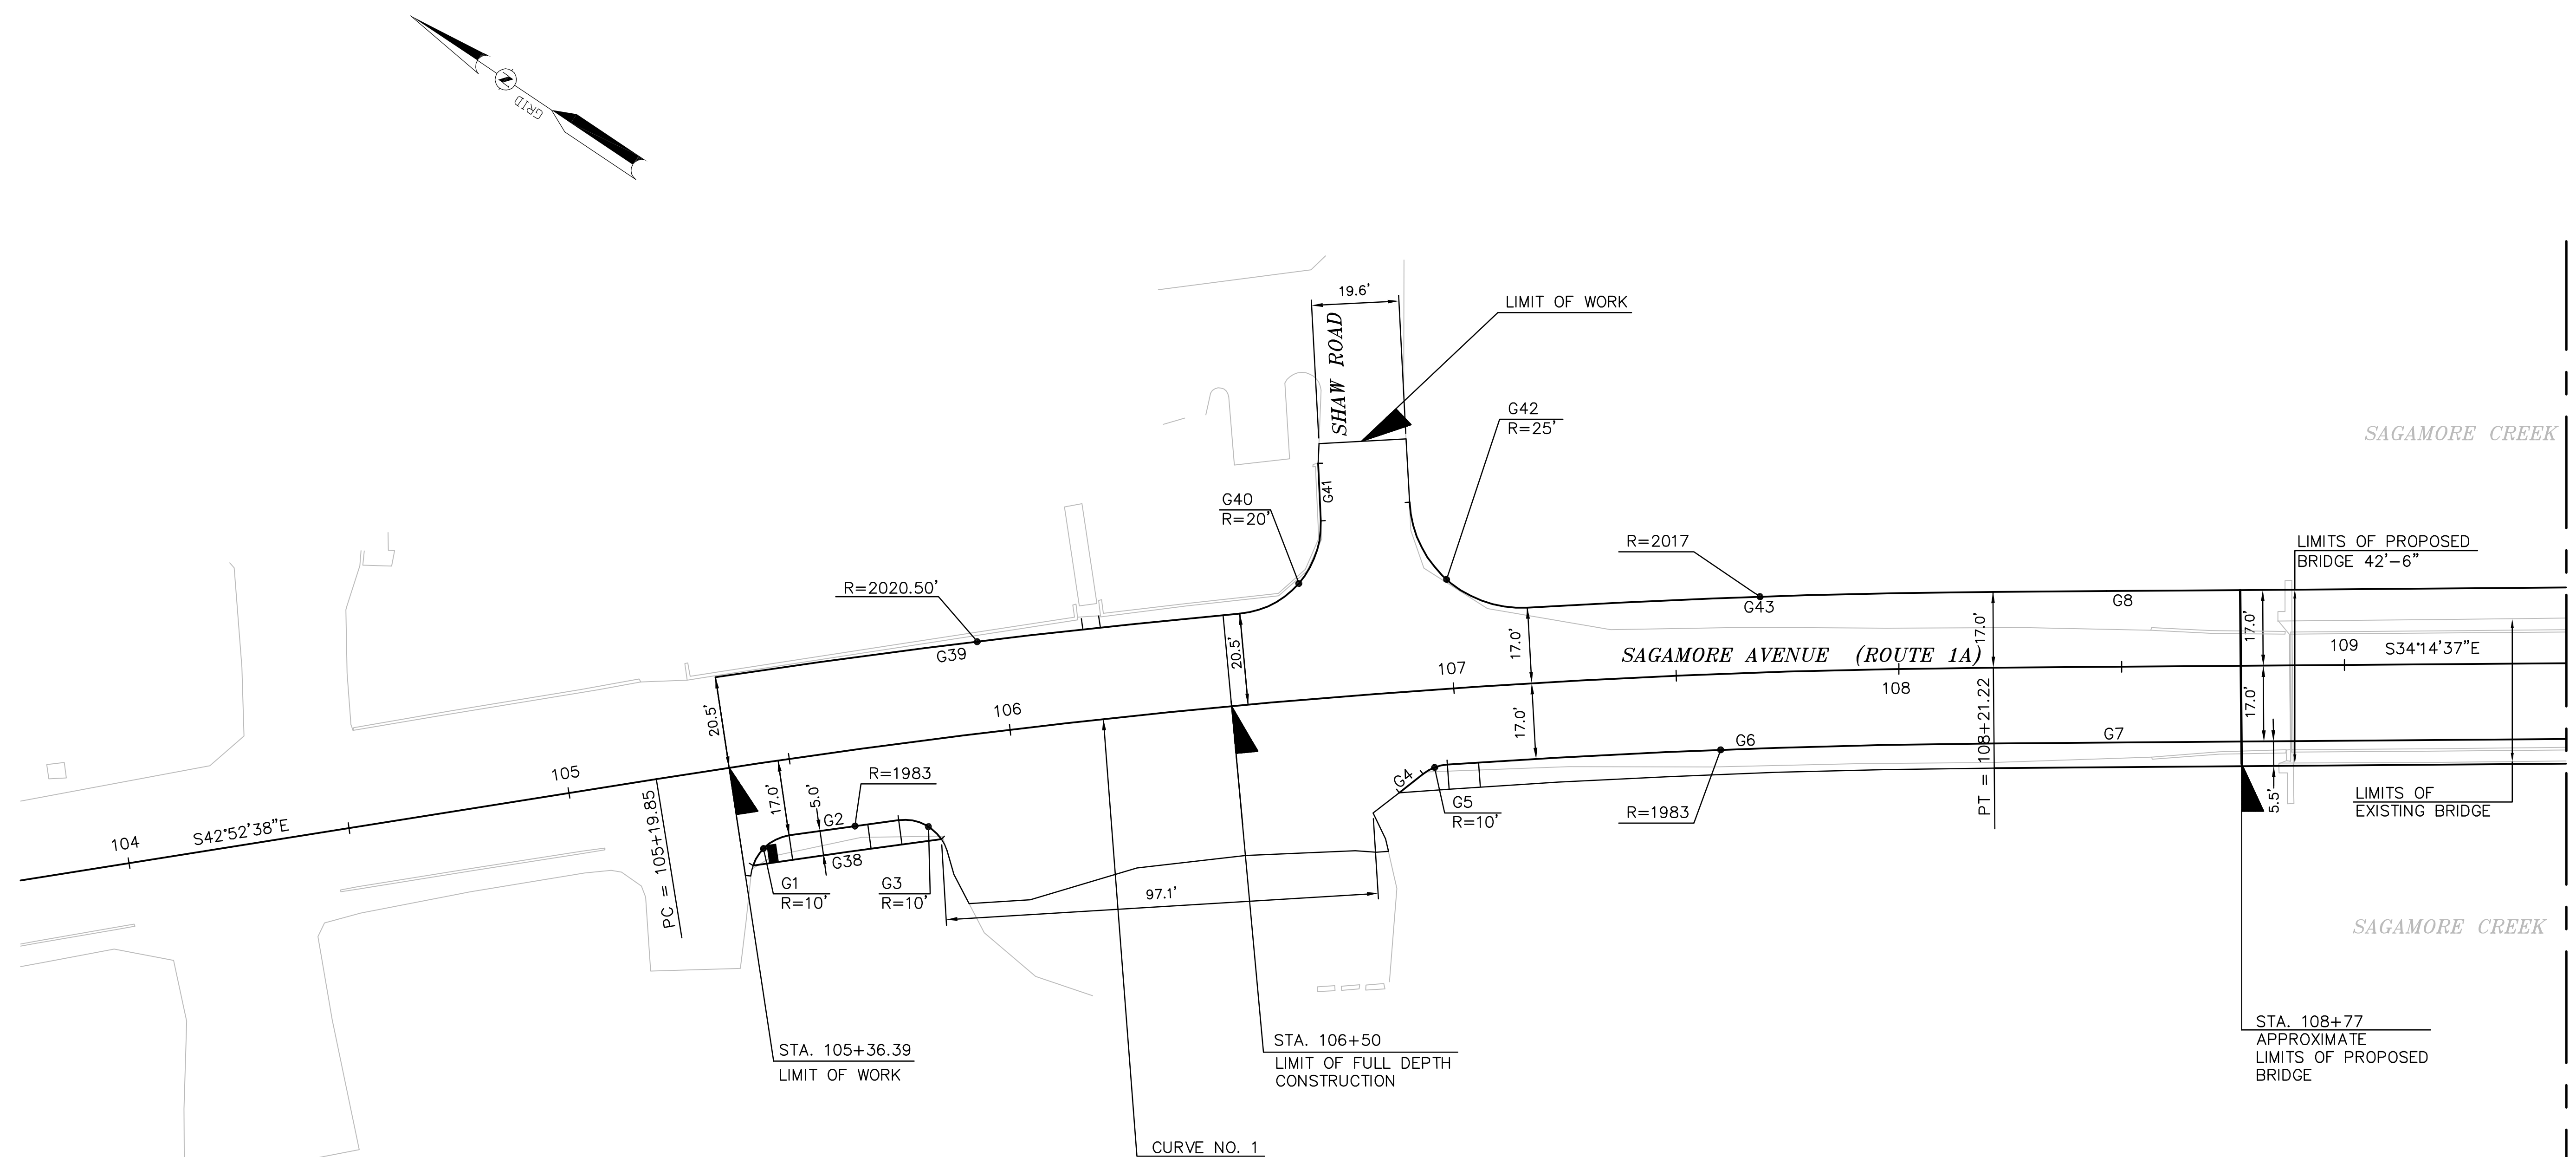 N
GRID
19.6'
LIMIT OF WORK
SHAW ROAD
G42
R=25'
SAGAMORE CREEK
G41
G40
R=20'
R=2017
G43
LIMITS OF PROPOSED
BRIDGE 42'-6"
R=2020.50'
G39
G8
17.0'
17.0'
17.0'
20.5'
SAGAMORE AVENUE (ROUTE 1A)
107
108
109
S34°14'37"E
20.5'
106
17.0'
17.0'
PT = 108+21.22
G6
G7
105
R=1983
17.0'
5.0'
G2
G4
G5
R=10'
R=1983
5.5'
LIMITS OF
EXISTING BRIDGE
104
S42°52'38"E
PC = 105+19.85
G38
G1
R=10'
G3
R=10'
97.1'
SAGAMORE CREEK
STA. 105+36.39
LIMIT OF WORK
STA. 106+50
LIMIT OF FULL DEPTH
CONSTRUCTION
STA. 108+77
APPROXIMATE
LIMITS OF PROPOSED
BRIDGE
CURVE NO. 1